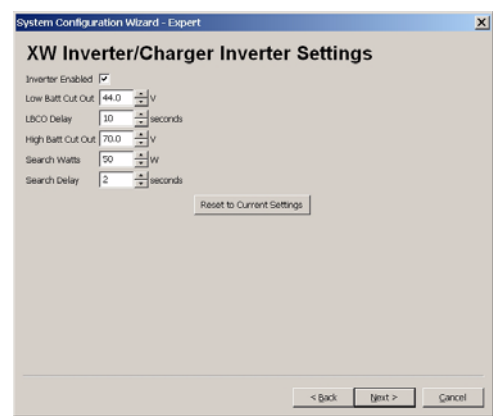 System Configuration Wizard - Expert
XW Inverter/Charger Inverter Settings
Inverter Enabled
Low Batt Cut Out 44.0 V
LBCO Delay 10 seconds
High Batt Cut Out 70.0 V
Search Watts 50 W
Search Delay 2 seconds
Reset to Current Settings
< Back Next > Cancel